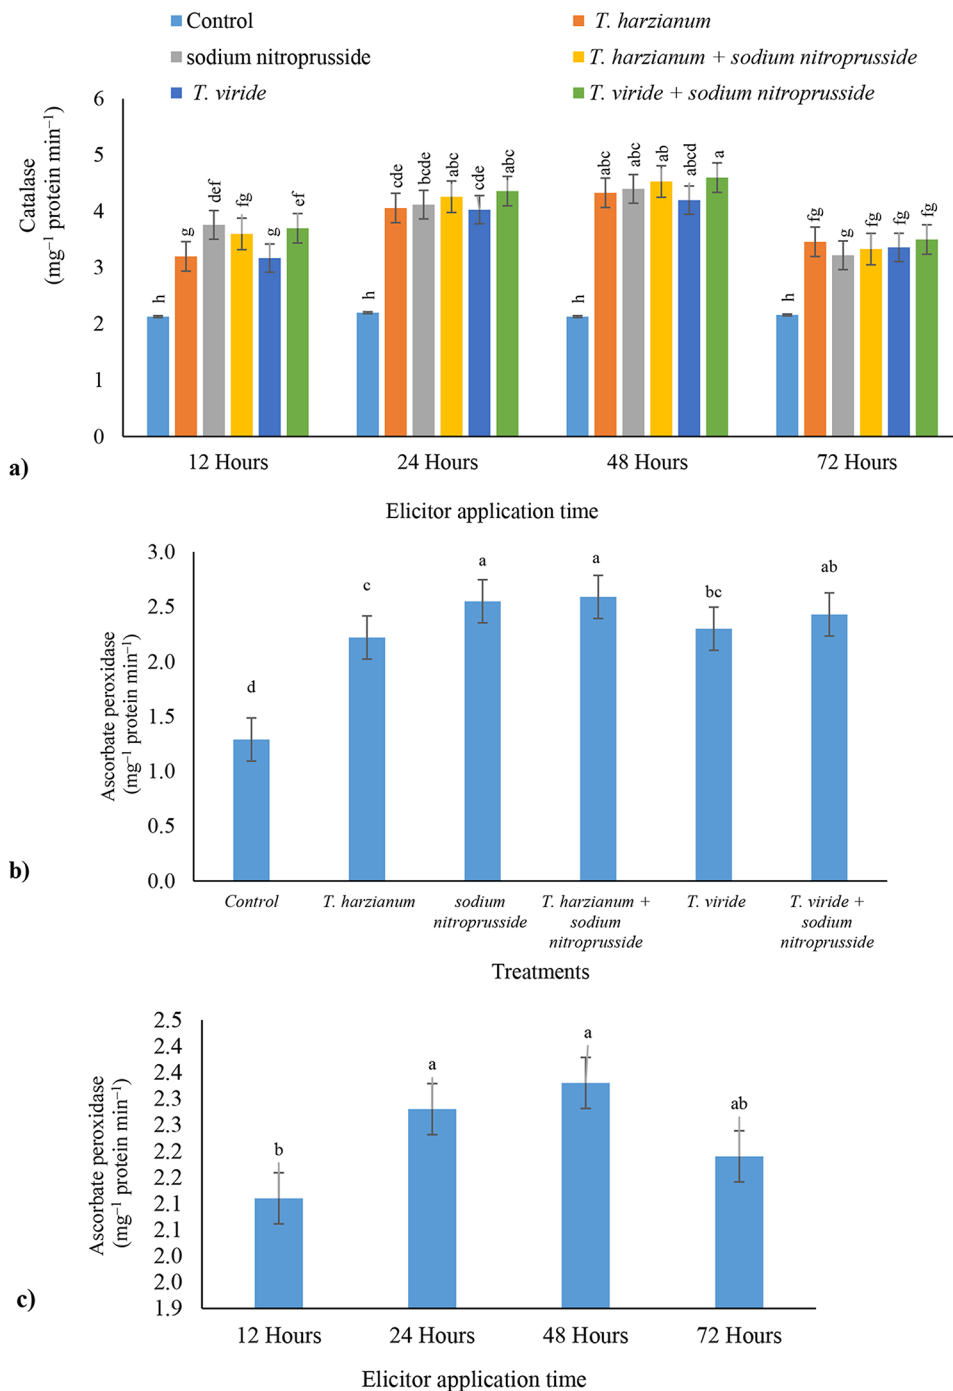 Control
T. harzianum
sodium nitroprusside
T. harzianum + sodium nitroprusside
T. viride
T. viride + sodium nitroprusside
Catalase
(mg⁻¹ protein min⁻¹)
6
5
4
3
2
1
0
h g def fg g ef
h cde bcde abc cde abc
h abc abc ab abcd a
h fg g fg fg fg
12 Hours 24 Hours 48 Hours 72 Hours
a)
Elicitor application time
Ascorbate peroxidase
(mg⁻¹ protein min⁻¹)
3.0
2.5
2.0
1.5
1.0
0.5
0.0
d c a a bc ab
b)
Control
T. harzianum
sodium
nitroprusside
T. harzianum +
sodium
nitroprusside
T. viride
T. viride +
sodium
nitroprusside
Treatments
Ascorbate peroxidase
(mg⁻¹ protein min⁻¹)
2.5
2.4
2.4
2.3
2.3
2.2
2.2
2.1
2.1
2.0
2.0
1.9
b a a ab
c)
12 Hours 24 Hours 48 Hours 72 Hours
Elicitor application time